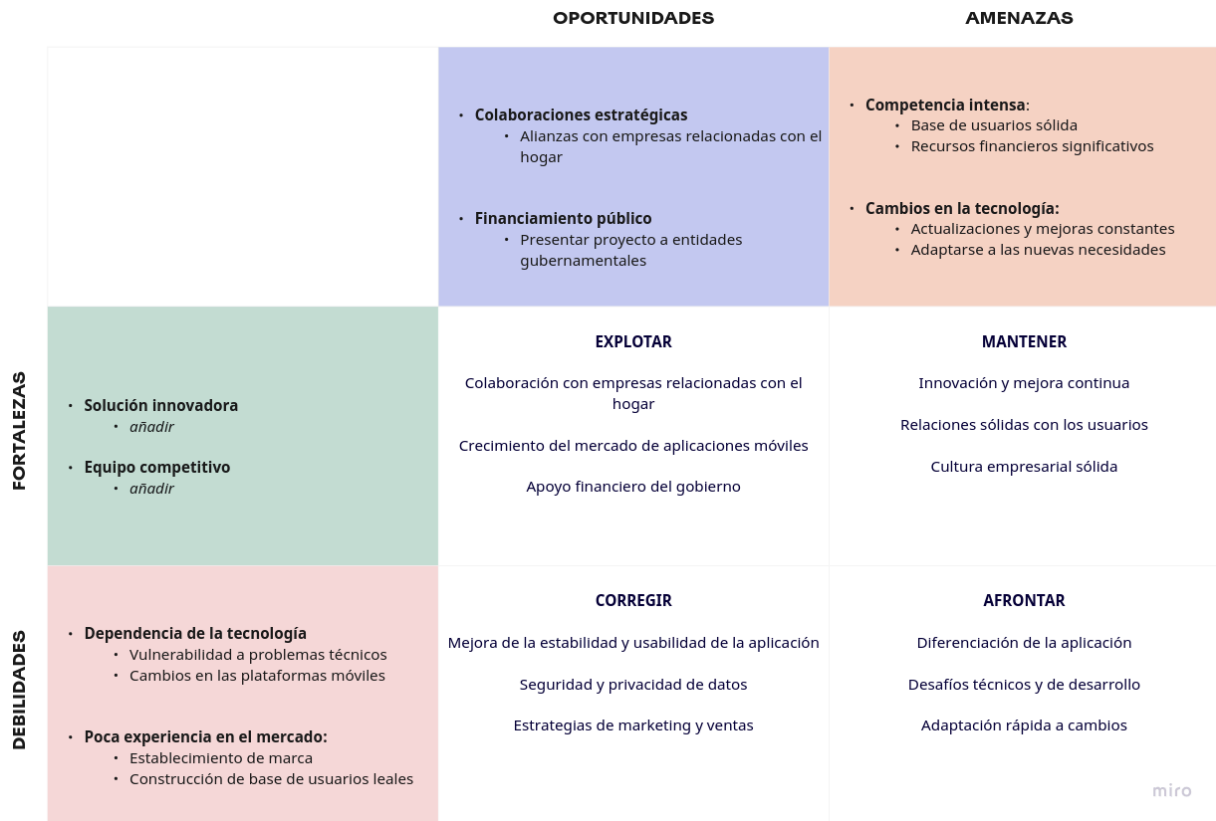 OPORTUNIDADES
AMENAZAS
• Colaboraciones estratégicas
• Alianzas con empresas relacionadas con el
hogar
• Financiamiento público
• Presentar proyecto a entidades
gubernamentales
• Competencia intensa:
• Base de usuarios sólida
• Recursos financieros significativos
• Cambios en la tecnología:
• Actualizaciones y mejoras constantes
• Adaptarse a las nuevas necesidades
FORTALEZAS
• Solución innovadora
• añadir
• Equipo competitivo
• añadir
EXPLOTAR
Colaboración con empresas relacionadas con el
hogar
Crecimiento del mercado de aplicaciones móviles
Apoyo financiero del gobierno
MANTENER
Innovación y mejora continua
Relaciones sólidas con los usuarios
Cultura empresarial sólida
DEBILIDADES
• Dependencia de la tecnología
• Vulnerabilidad a problemas técnicos
• Cambios en las plataformas móviles
• Poca experiencia en el mercado:
• Establecimiento de marca
• Construcción de base de usuarios leales
CORREGIR
Mejora de la estabilidad y usabilidad de la aplicación
Seguridad y privacidad de datos
Estrategias de marketing y ventas
AFRONTAR
Diferenciación de la aplicación
Desafíos técnicos y de desarrollo
Adaptación rápida a cambios
miro